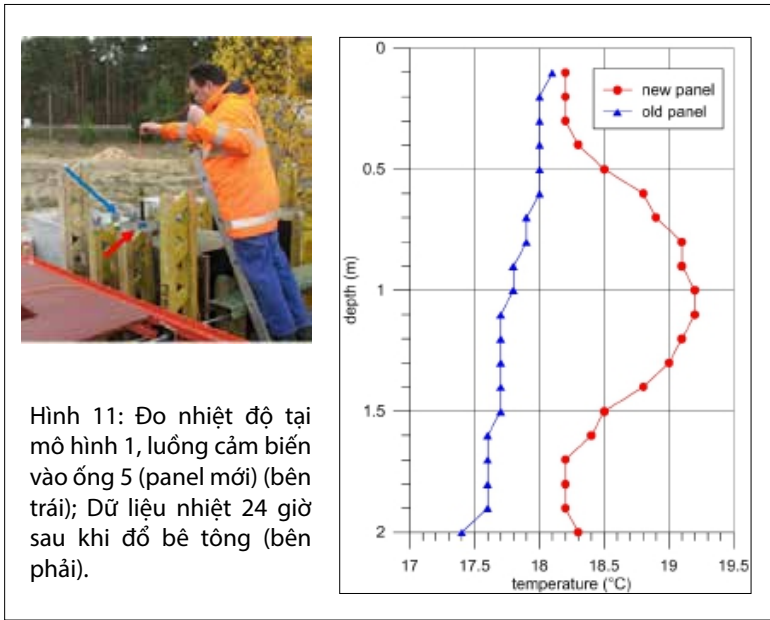 Hình 11: Đo nhiệt độ tại
mô hình 1, luồng cảm biến
vào ống 5 (panel mới) (bên
trái); Dữ liệu nhiệt 24 giờ
sau khi đổ bê tông (bên
phải).
new panel
old panel
depth (m)
0
0.5
1
1.5
2
17
17.5
18
18.5
19
19.5
temperature (°C)